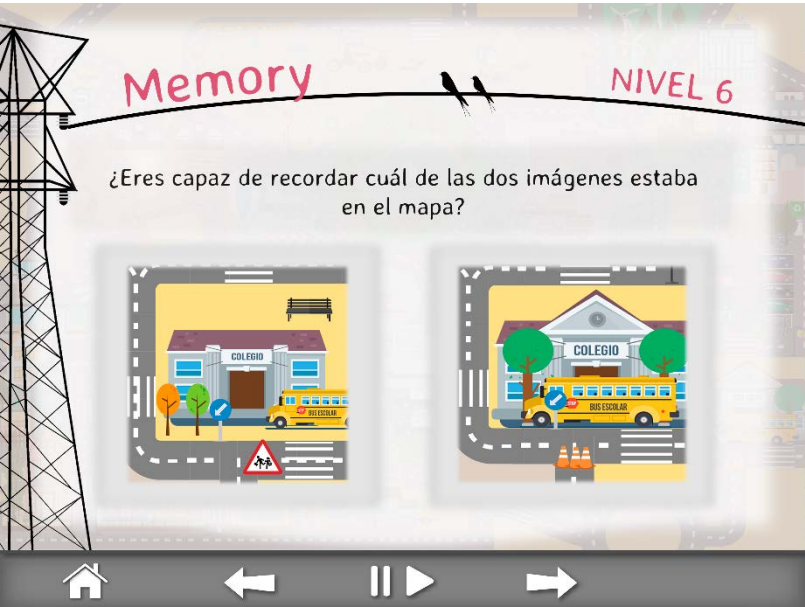 Memory
NIVEL 6
¿Eres capaz de recordar cuál de las dos imágenes estaba
en el mapa?
COLEGIO
BUS ESCOLAR
COLEGIO
BUS ESCOLAR